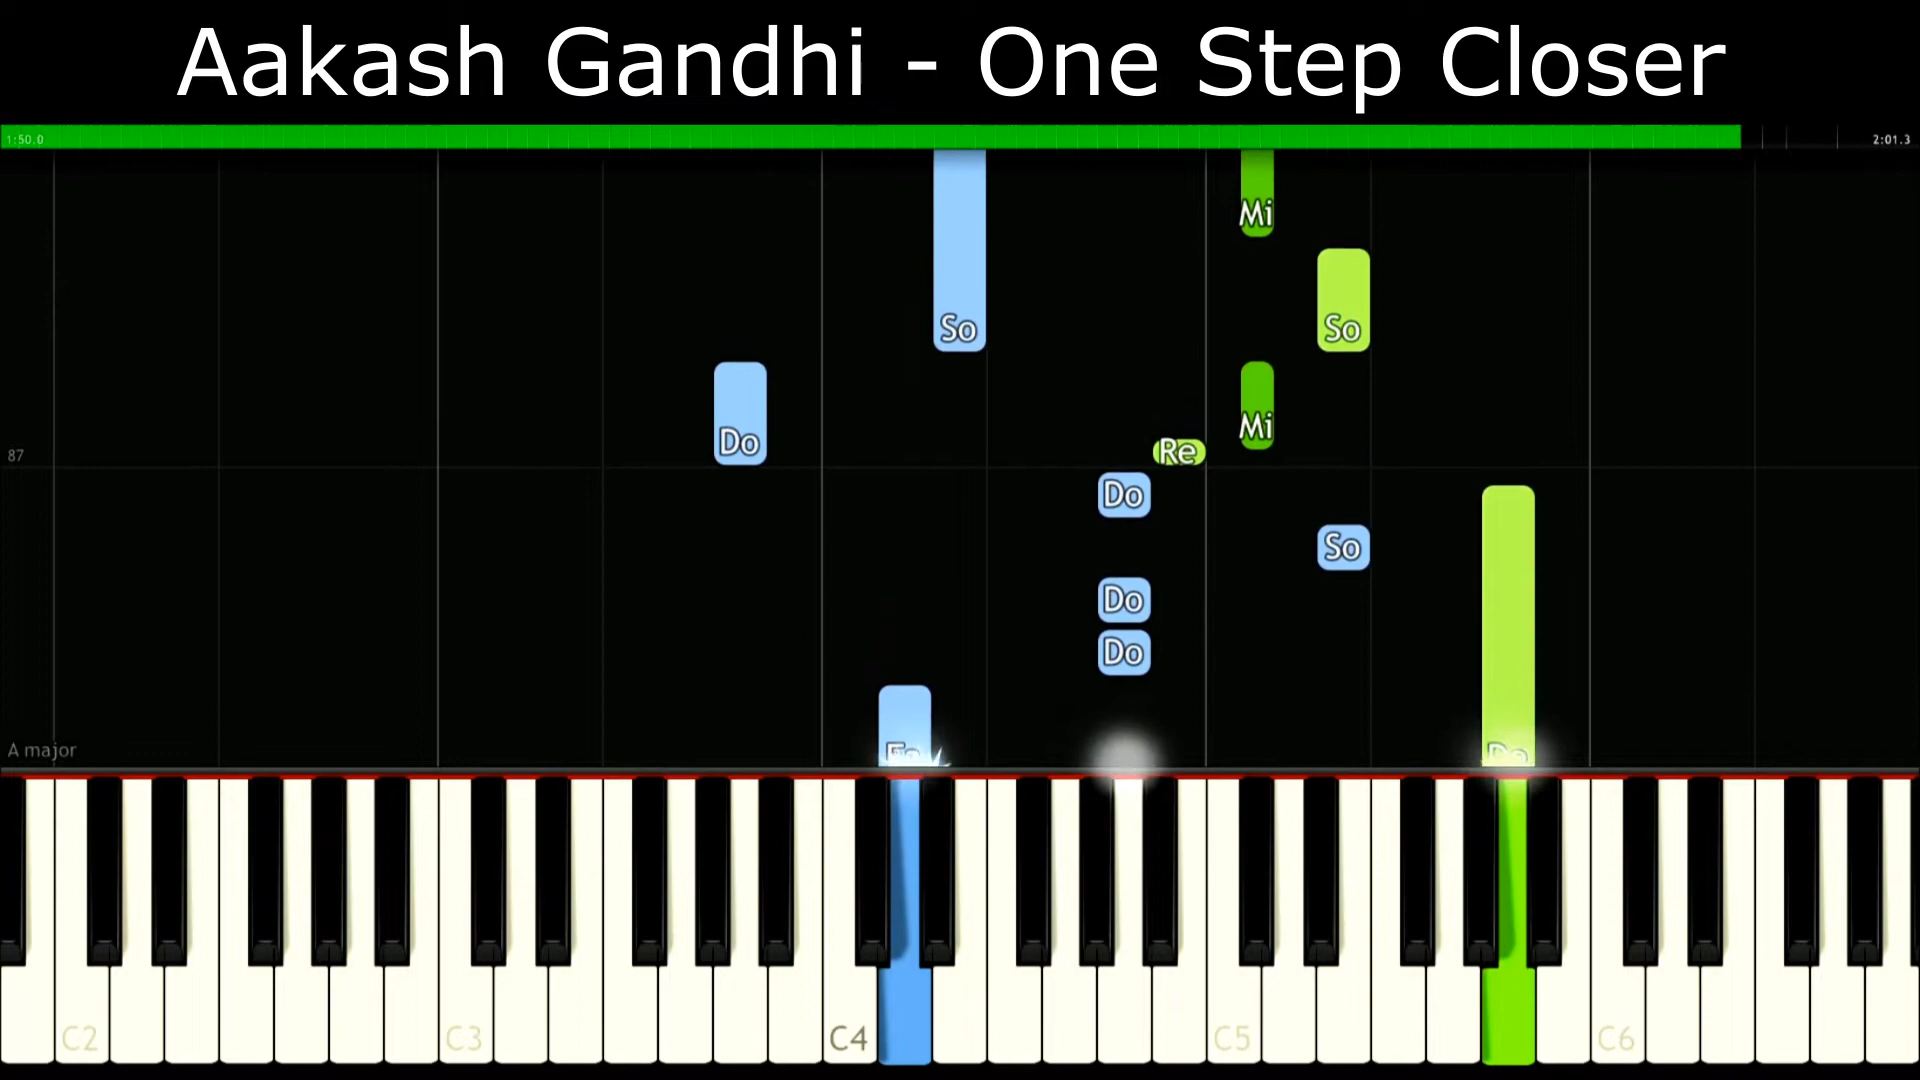 Aakash Gandhi - One Step Closer
1:50.0
2:01.3
Mi
So
So
Do
Mi
87
Re
Do
So
Do
Do
A major
C2
C3
C4
C5
C6